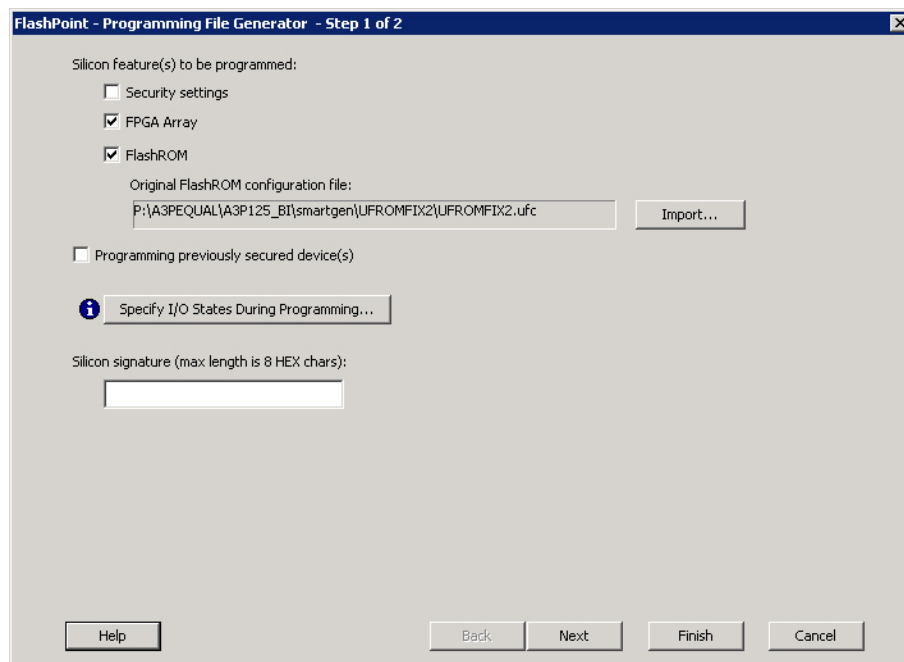 FlashPoint - Programming File Generator - Step 1 of 2
Silicon feature(s) to be programmed:
Security settings
FPGA Array
FlashROM
Original FlashROM configuration file:
P:\A3PEQUAL\A3P125_BI\smartgen\UFROMFIX2\UFROMFIX2.ufc
Import...
Programming previously secured device(s)
Specify I/O States During Programming...
Silicon signature (max length is 8 HEX chars):
Help Back Next Finish Cancel